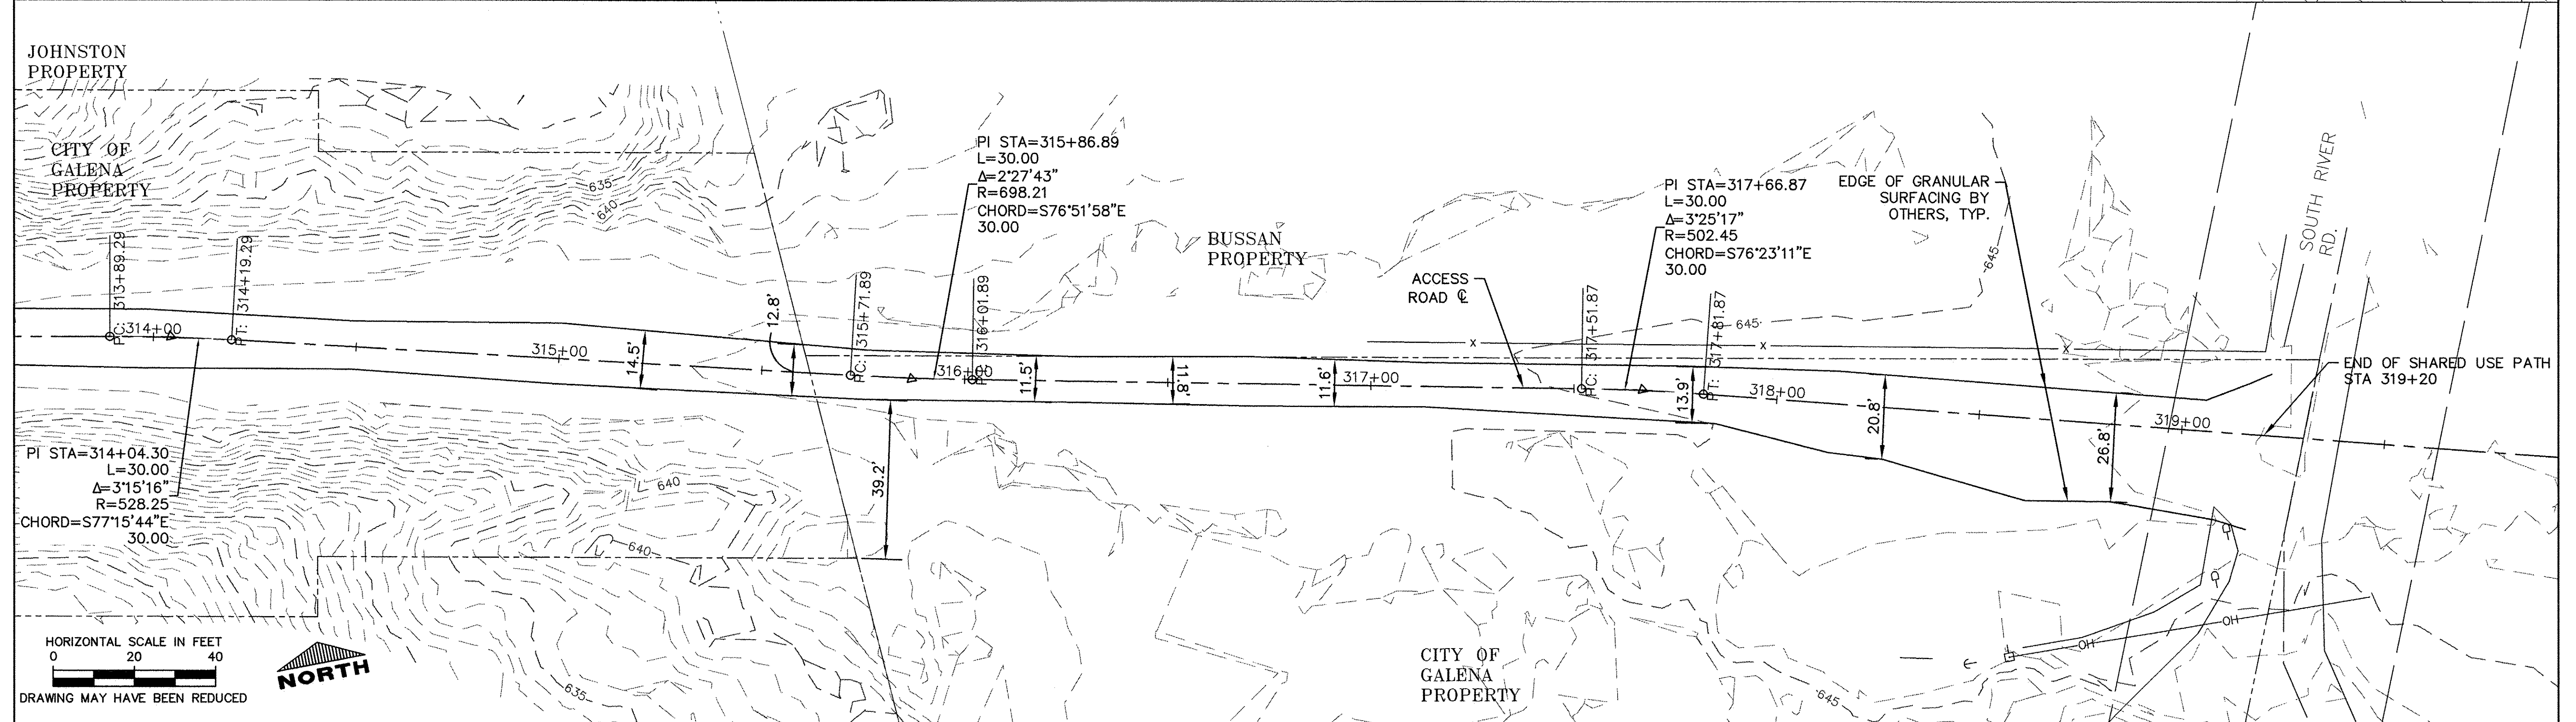 JOHNSTON
PROPERTY
CITY OF
GALENA
PROPERTY
635
640
PC: 313+89.29
314+00
PT: 314+19.29
315+00
14.5'
12.8'
PC: 315+71.89
316+00
316+01.89
PI STA=315+86.89
L=30.00
Δ=2°27'43"
R=698.21
CHORD=S76°51'58"E
30.00
11.5'
11.8'
BUSSAN
PROPERTY
11.6'
317+00
ACCESS
ROAD ℄
PC: 317+51.87
PI STA=317+66.87
L=30.00
Δ=3°25'17"
R=502.45
CHORD=S76°23'11"E
30.00
PT: 317+81.87
645
13.9'
318+00
EDGE OF GRANULAR
SURFACING BY
OTHERS, TYP.
645
20.8'
26.8'
319+00
SOUTH RIVER
RD.
END OF SHARED USE PATH
STA 319+20
PI STA=314+04.30
L=30.00
Δ=3°15'16"
R=528.25
CHORD=S77°15'44"E
30.00
640
640
39.2'
HORIZONTAL SCALE IN FEET
0 20 40
DRAWING MAY HAVE BEEN REDUCED
NORTH
635
CITY OF
GALENA
PROPERTY
OH
OH
645